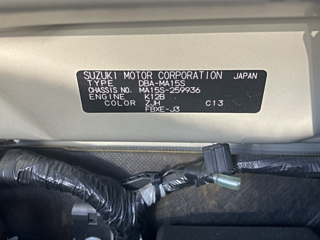 SUZUKI MOTOR CORPORATION JAPAN
TYPE DBA-MA15S
CHASSIS NO. MA15S-259936
ENGINE K12B
COLOR ZJH C13
FBXE-J3